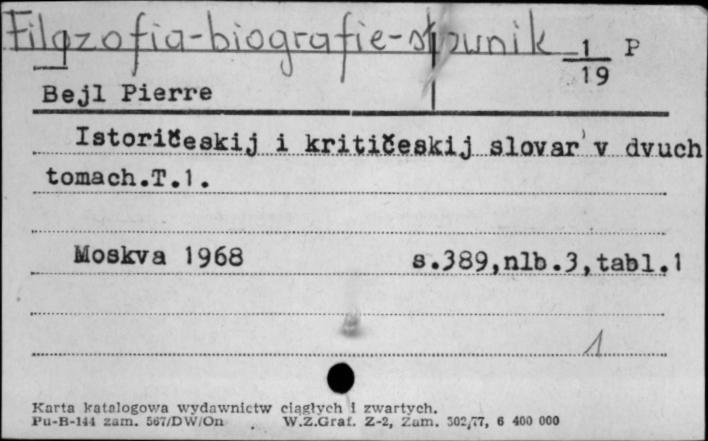 Filozofia-biografie-słownik 1/19 P
Bejl Pierre
Istoričeskij i kritičeskij slovar' v dvuch
tomach.T.1.
Moskva 1968 s.389,nlb.3,tabl.1
1
Karta katalogowa wydawnictw ciągłych i zwartych.
Pu-B-144 zam. 567/DW/On W.Z.Graf. Z-2, Zam. 302/77, 6 400 000